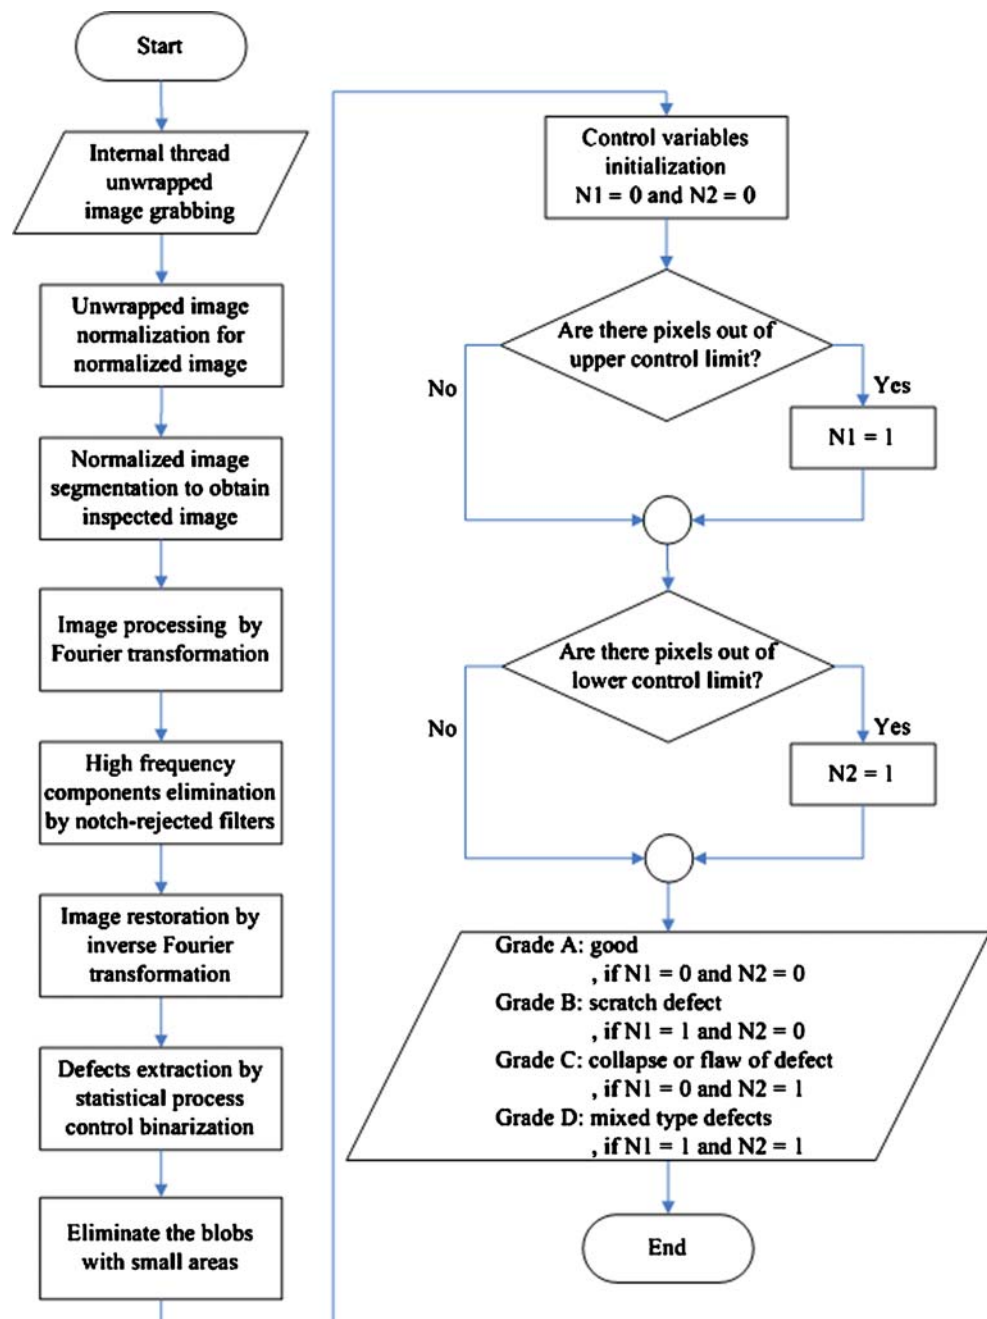 Start
Internal thread
unwrapped
image grabbing
Unwrapped image
normalization for
normalized image
Normalized image
segmentation to obtain
inspected image
Image processing by
Fourier transformation
High frequency
components elimination
by notch-rejected filters
Image restoration by
inverse Fourier
transformation
Defects extraction by
statistical process
control binarization
Eliminate the blobs
with small areas
Control variables
initialization
N1 = 0 and N2 = 0
Are there pixels out of
upper control limit?
No
Yes
N1 = 1
Are there pixels out of
lower control limit?
No
Yes
N2 = 1
Grade A: good
, if N1 = 0 and N2 = 0
Grade B: scratch defect
, if N1 = 1 and N2 = 0
Grade C: collapse or flaw of defect
, if N1 = 0 and N2 = 1
Grade D: mixed type defects
, if N1 = 1 and N2 = 1
End